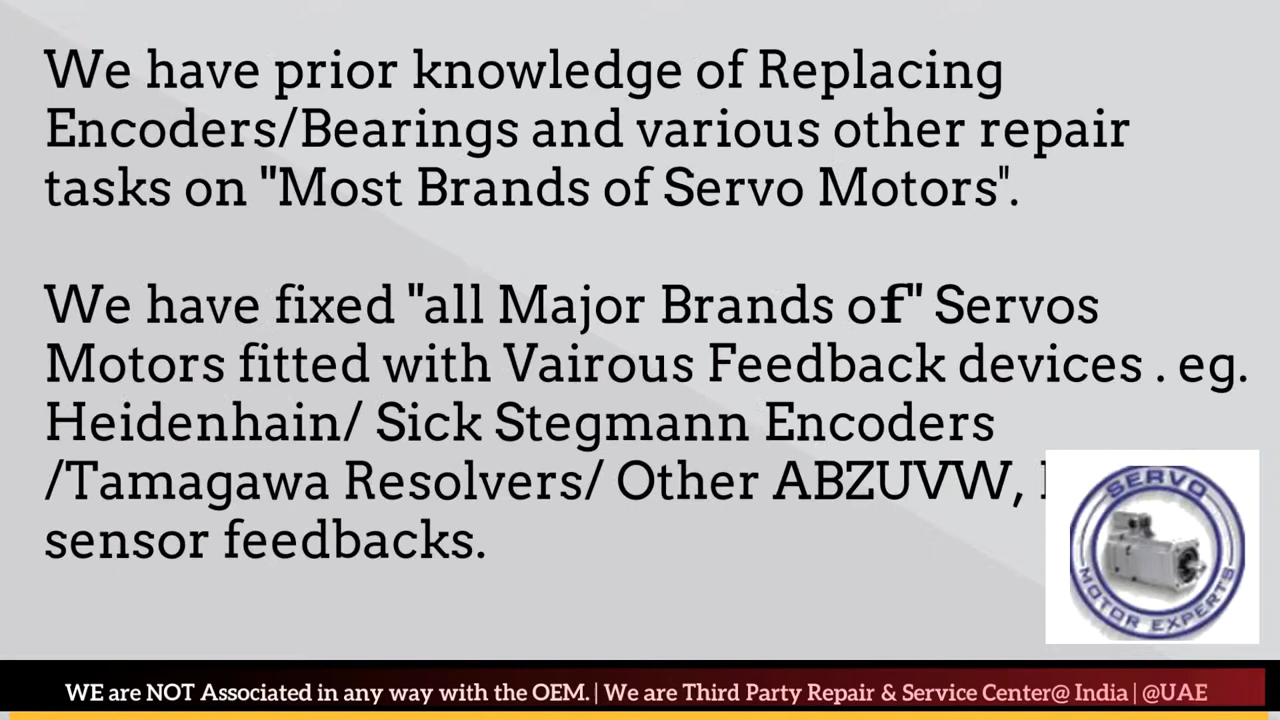 We have prior knowledge of Replacing
Encoders/Bearings and various other repair
tasks on "Most Brands of Servo Motors".
We have fixed "all Major Brands of" Servos
Motors fitted with Vairous Feedback devices . eg.
Heidenhain/ Sick Stegmann Encoders
/Tamagawa Resolvers/ Other ABZUVW,
sensor feedbacks.
SERVO
MOTOR EXPERTS
WE are NOT Associated in any way with the OEM. | We are Third Party Repair & Service Center@ India | @UAE